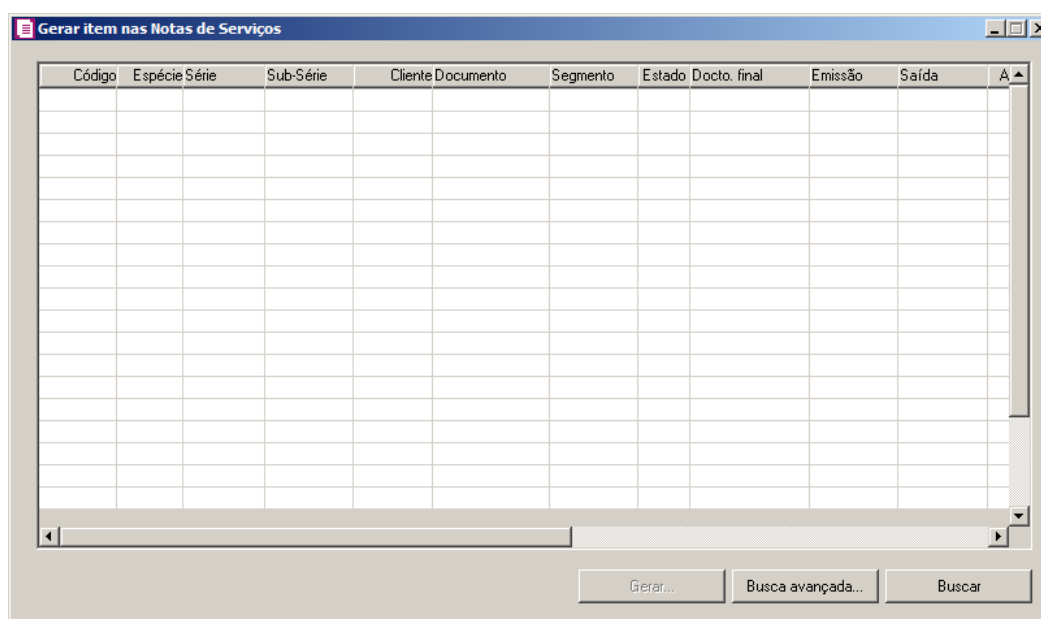 Gerar item nas Notas de Serviços
Código Espécie Série Sub-Série Cliente Documento Segmento Estado Docto. final Emissão Saída A
Gerar... Busca avançada... Buscar